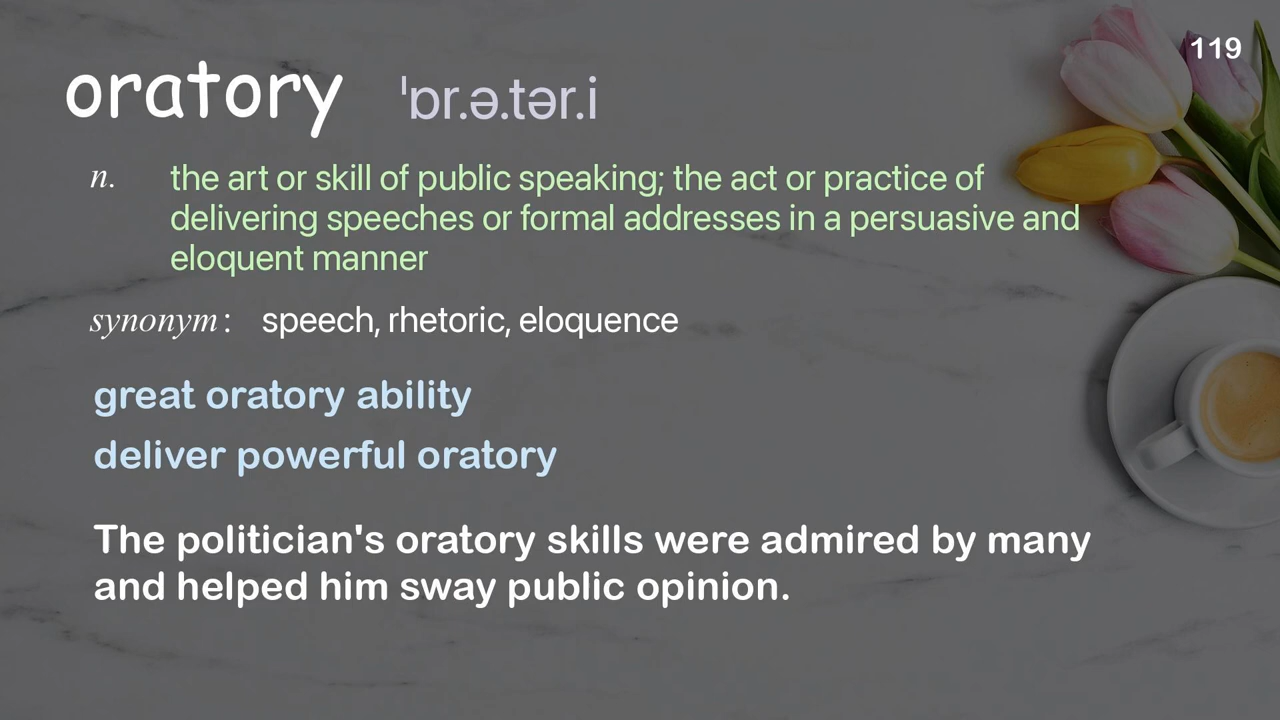 119
oratory ˈɒr.ə.tər.i
n. the art or skill of public speaking; the act or practice of
delivering speeches or formal addresses in a persuasive and
eloquent manner
synonym : speech, rhetoric, eloquence
great oratory ability
deliver powerful oratory
The politician's oratory skills were admired by many
and helped him sway public opinion.